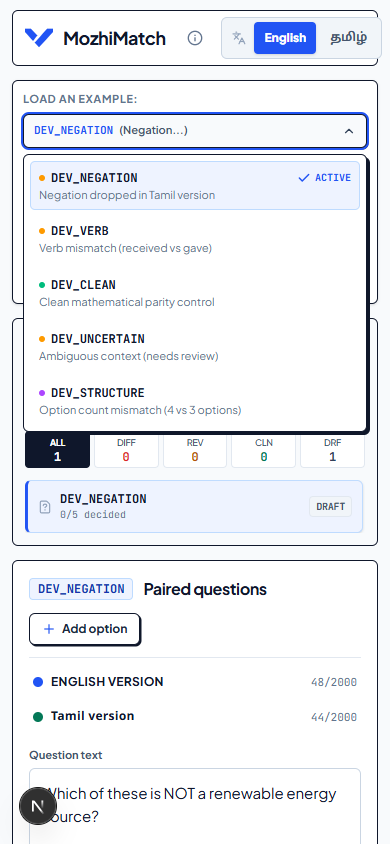 MozhiMatch
English
தமிழ்
LOAD AN EXAMPLE:
DEV_NEGATION (Negation...)
DEV_NEGATION
ACTIVE
Negation dropped in Tamil version
DEV_VERB
Verb mismatch (received vs gave)
DEV_CLEAN
Clean mathematical parity control
DEV_UNCERTAIN
Ambiguous context (needs review)
DEV_STRUCTURE
Option count mismatch (4 vs 3 options)
ALL DIFF REV CLN DRF
1 0 0 0 1
DEV_NEGATION
0/5 decided
DRAFT
DEV_NEGATION Paired questions
+ Add option
ENGLISH VERSION 48/2000
Tamil version 44/2000
Question text
Which of these is NOT a renewable energy
source?
N